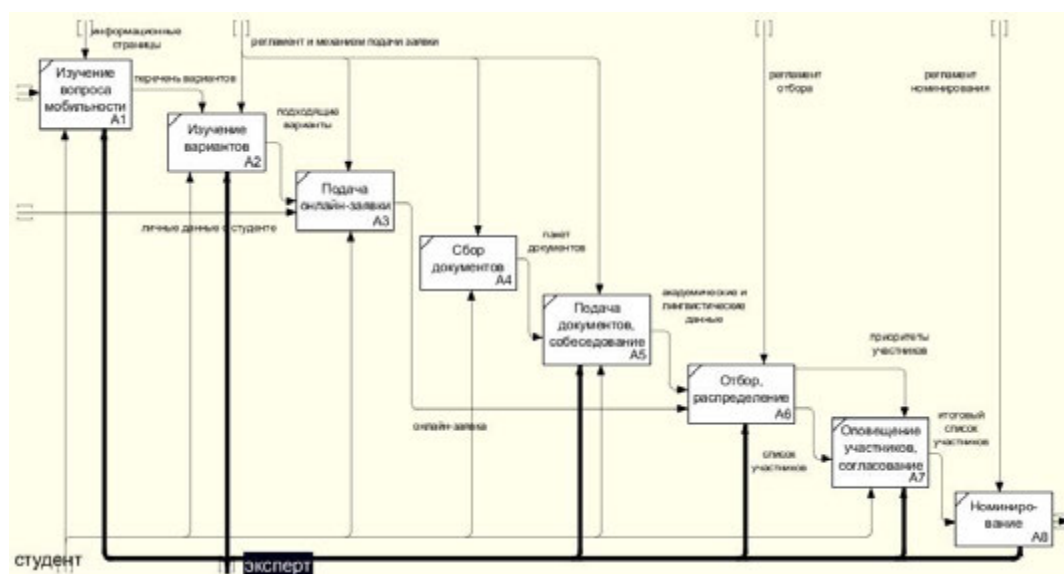 информационные
страницы
регламент и механизм подачи заявки
регламент
отбора
регламент
номинирования
Изучение
вопроса
мобильности
A1
перечень вариантов
Изучение
вариантов
A2
подходящие
варианты
Подача
онлайн-заявки
A3
личные данные о студенте
Сбор
документов
A4
пакет
документов
Подача
документов,
собеседование
A5
академические и
лингвистические
данные
Отбор,
распределение
A6
приоритеты
участников
онлайн-заявка
список
участников
Оповещение
участников,
согласование
A7
итоговый
список
участников
Номиниро-
вание
A8
студент
эксперт